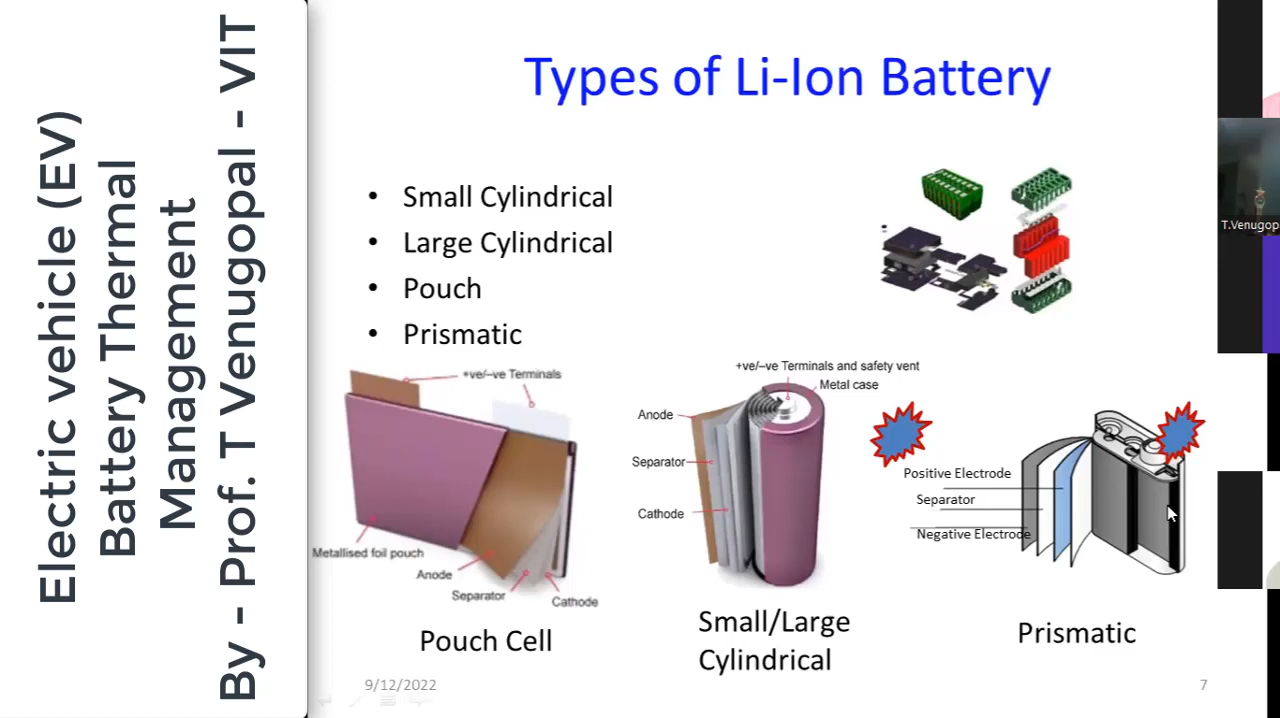 Electric vehicle (EV)
Battery Thermal
Management
By - Prof. T Venugopal - VIT
Types of Li-Ion Battery
• Small Cylindrical
• Large Cylindrical
• Pouch
• Prismatic
+ve/–ve Terminals
Metallised foil pouch
Anode
Separator
Cathode
Pouch Cell
+ve/–ve Terminals and safety vent
Metal case
Anode
Separator
Cathode
Small/Large
Cylindrical
Positive Electrode
Separator
Negative Electrode
Prismatic
T.Venugop
9/12/2022
7